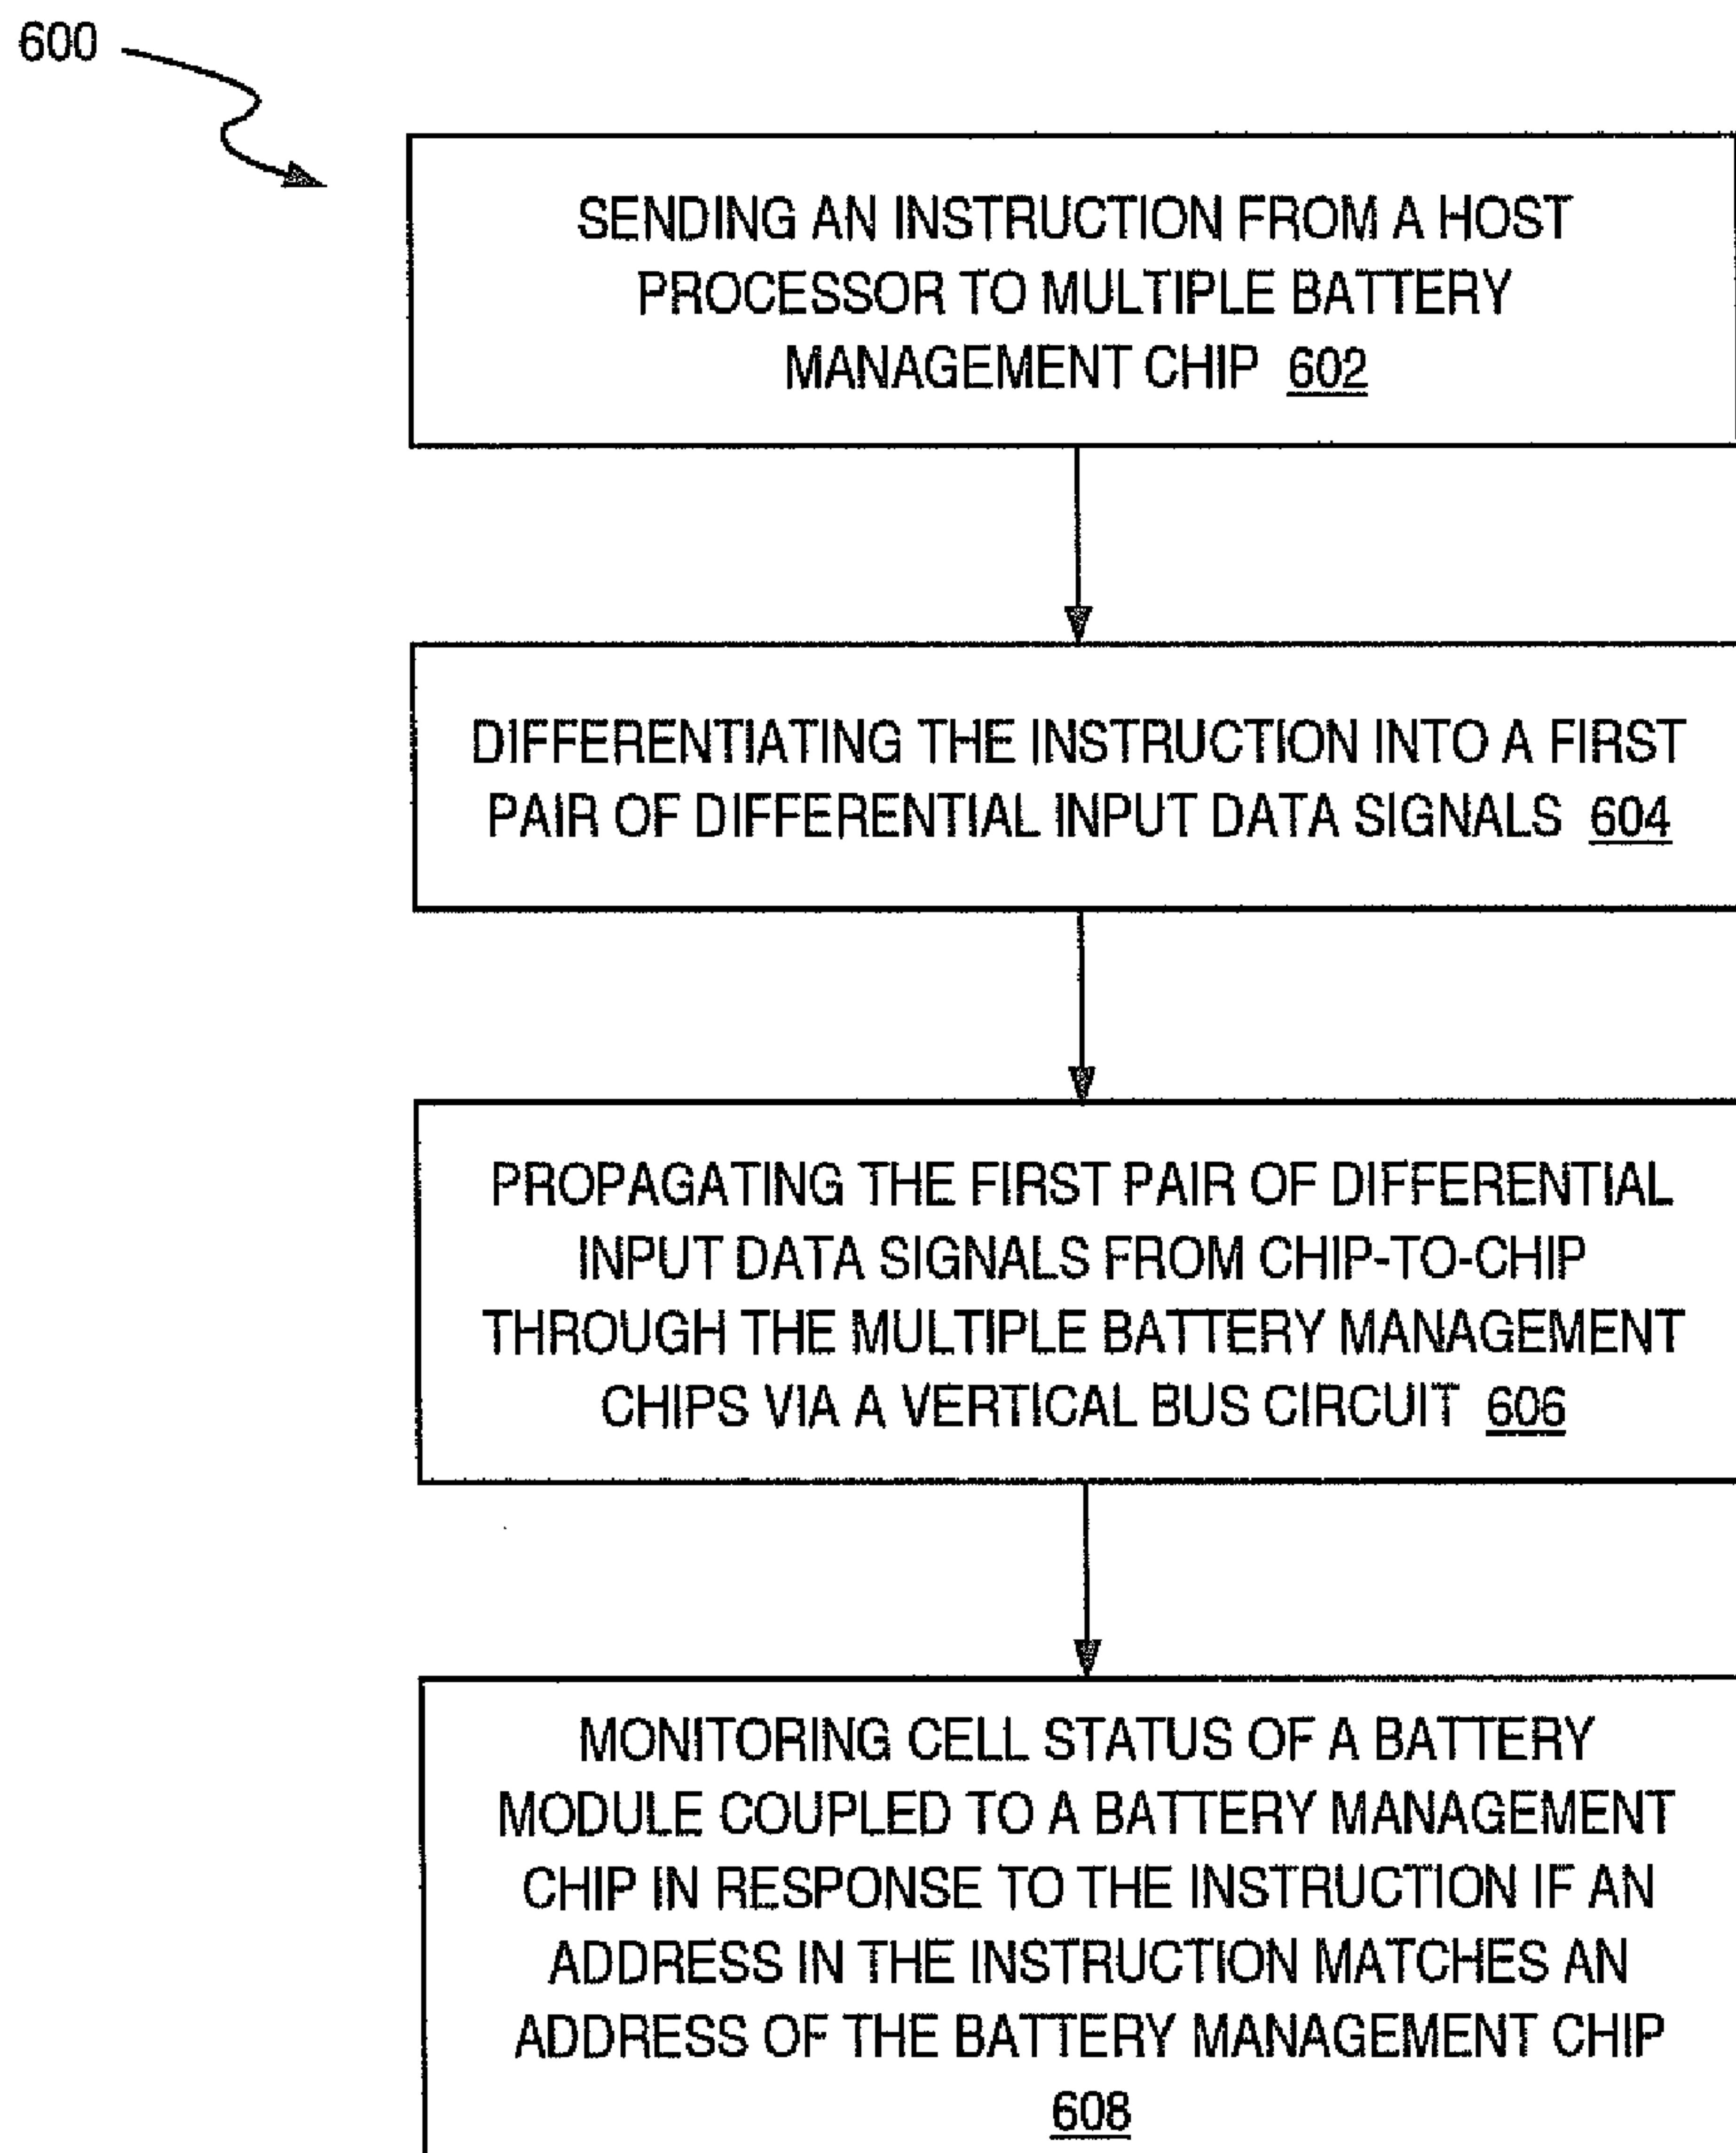 600
SENDING AN INSTRUCTION FROM A HOST
PROCESSOR TO MULTIPLE BATTERY
MANAGEMENT CHIP 602
DIFFERENTIATING THE INSTRUCTION INTO A FIRST
PAIR OF DIFFERENTIAL INPUT DATA SIGNALS 604
PROPAGATING THE FIRST PAIR OF DIFFERENTIAL
INPUT DATA SIGNALS FROM CHIP-TO-CHIP
THROUGH THE MULTIPLE BATTERY MANAGEMENT
CHIPS VIA A VERTICAL BUS CIRCUIT 606
MONITORING CELL STATUS OF A BATTERY
MODULE COUPLED TO A BATTERY MANAGEMENT
CHIP IN RESPONSE TO THE INSTRUCTION IF AN
ADDRESS IN THE INSTRUCTION MATCHES AN
ADDRESS OF THE BATTERY MANAGEMENT CHIP
608